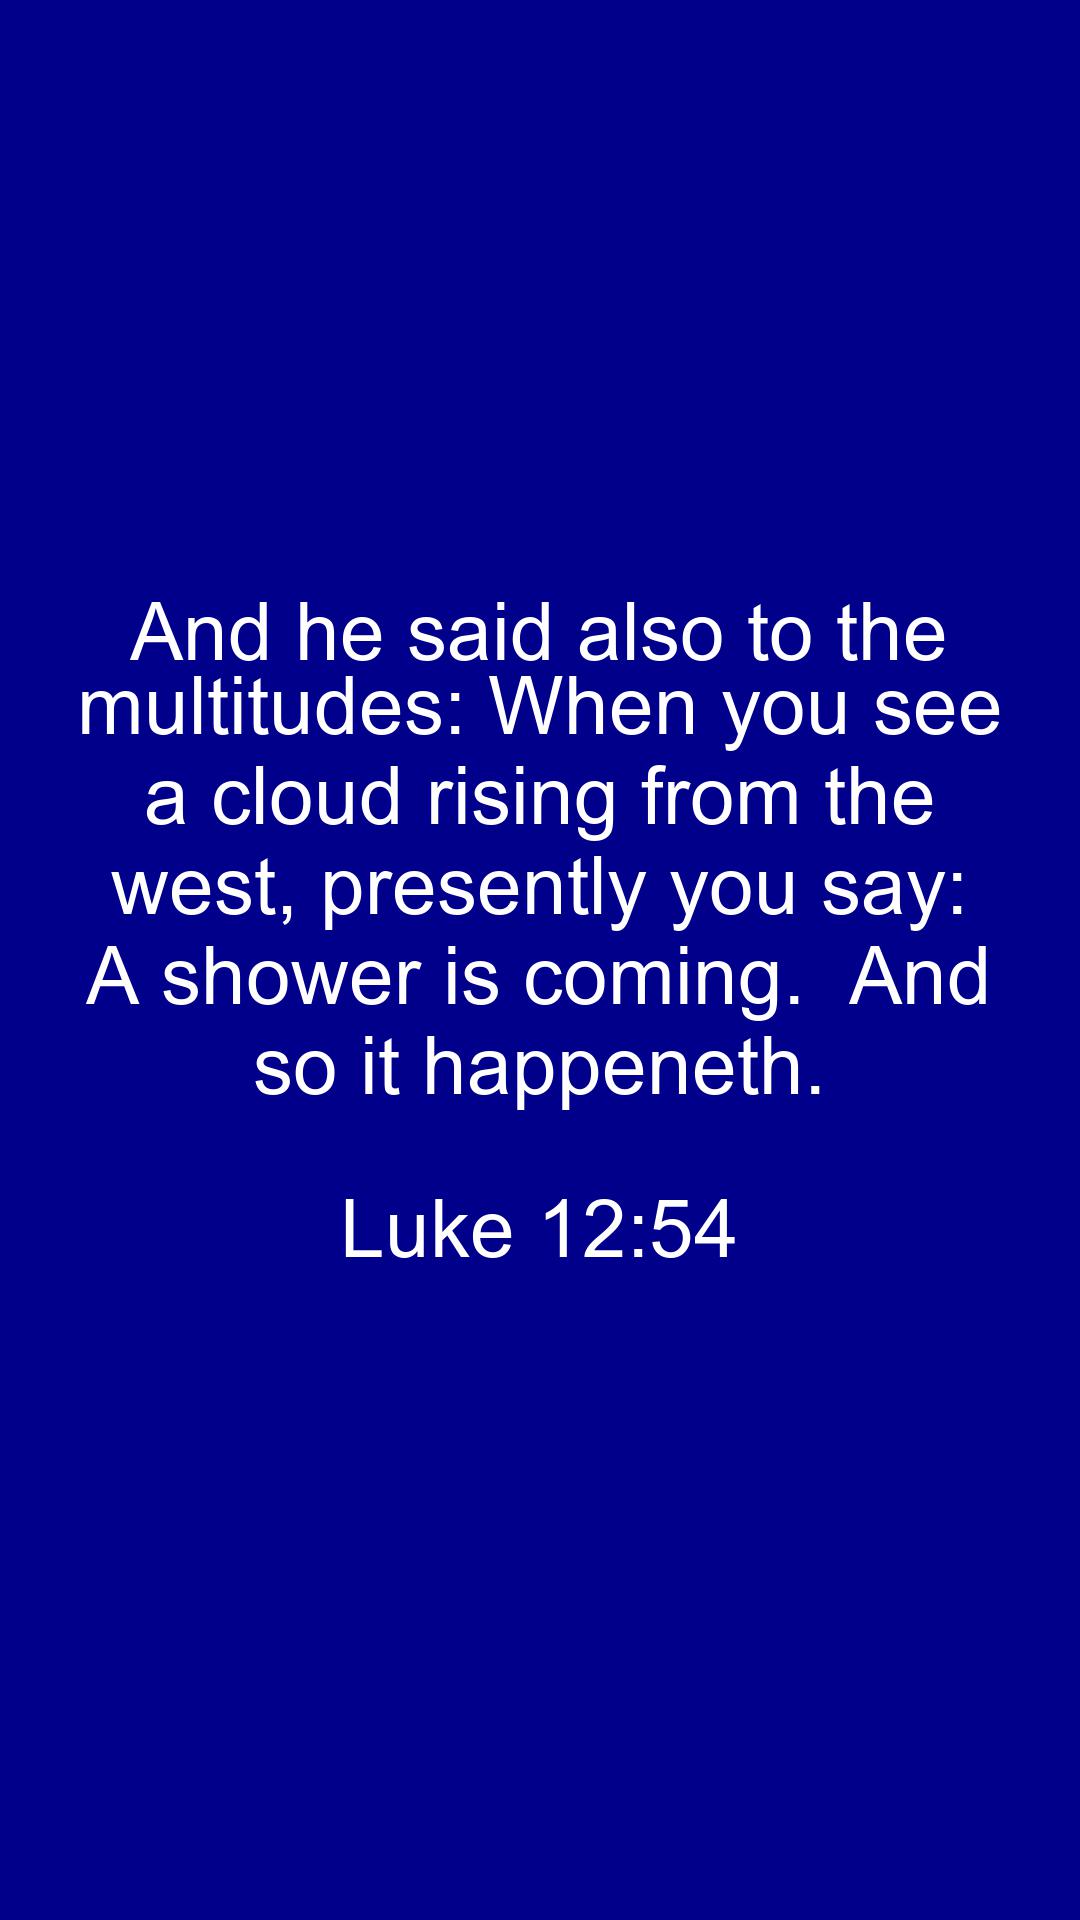 And he said also to the
multitudes: When you see
a cloud rising from the
west, presently you say:
A shower is coming.  And
so it happeneth.
Luke 12:54